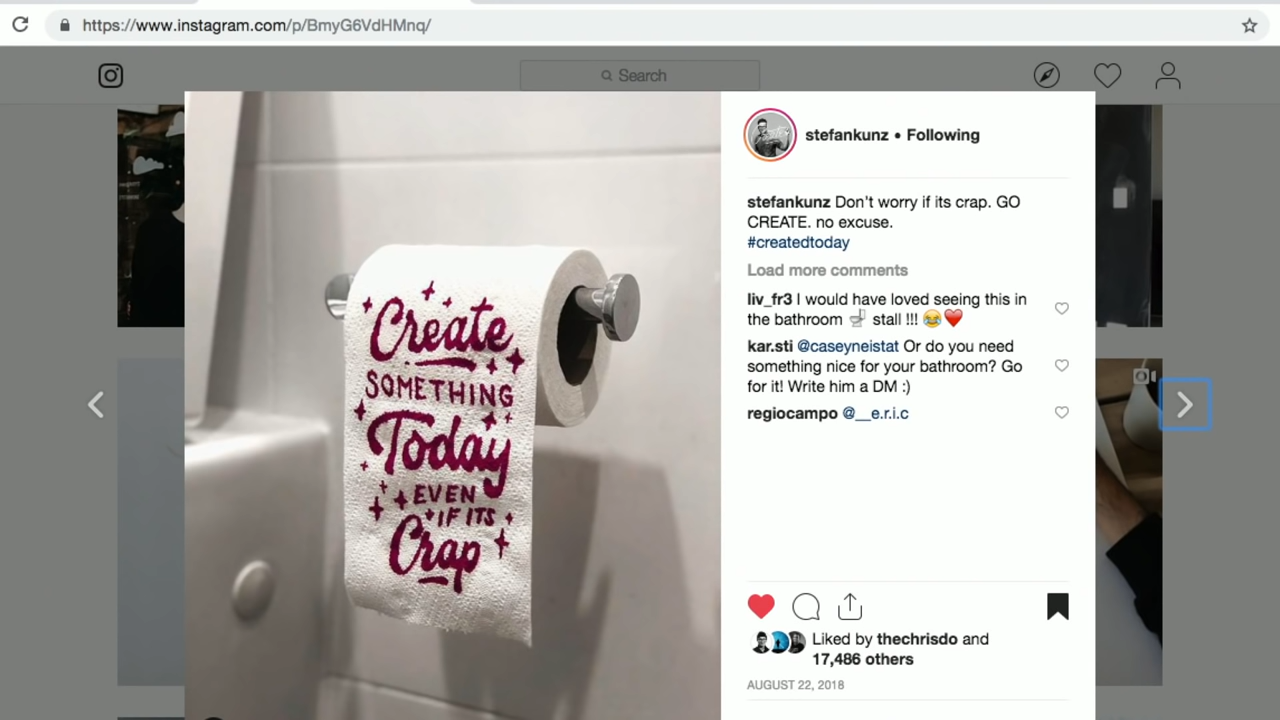 https://www.instagram.com/p/BmyG6VdHMnq/
Search
Create
SOMETHING
Today
EVEN
IF ITS
Crap
stefankunz • Following
stefankunz Don't worry if its crap. GO
CREATE. no excuse.
#createdtoday
Load more comments
liv_fr3 I would have loved seeing this in
the bathroom 🚽 stall !!! 😂❤️
kar.sti @caseyneistat Or do you need
something nice for your bathroom? Go
for it! Write him a DM :)
regiocampo @__e.r.i.c
Liked by thechrisdo and
17,486 others
AUGUST 22, 2018